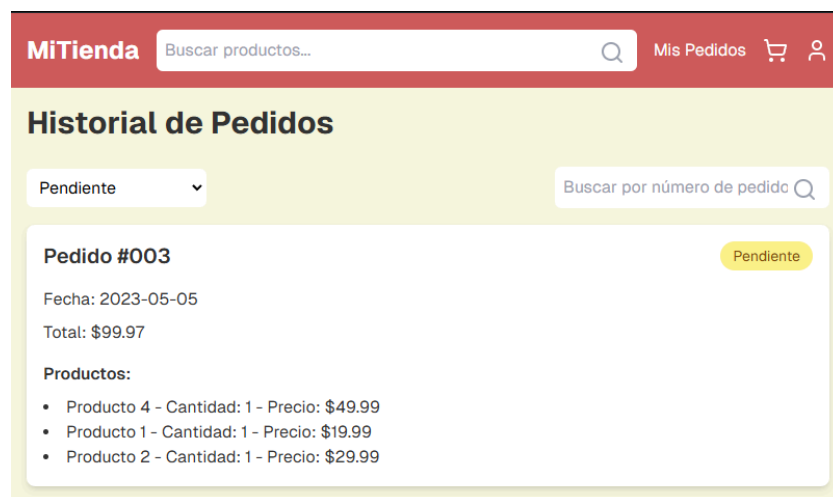 MiTienda Buscar productos... Mis Pedidos
Historial de Pedidos
Pendiente Buscar por número de pedido
Pedido #003 Pendiente
Fecha: 2023-05-05
Total: $99.97
Productos:
• Producto 4 - Cantidad: 1 - Precio: $49.99
• Producto 1 - Cantidad: 1 - Precio: $19.99
• Producto 2 - Cantidad: 1 - Precio: $29.99